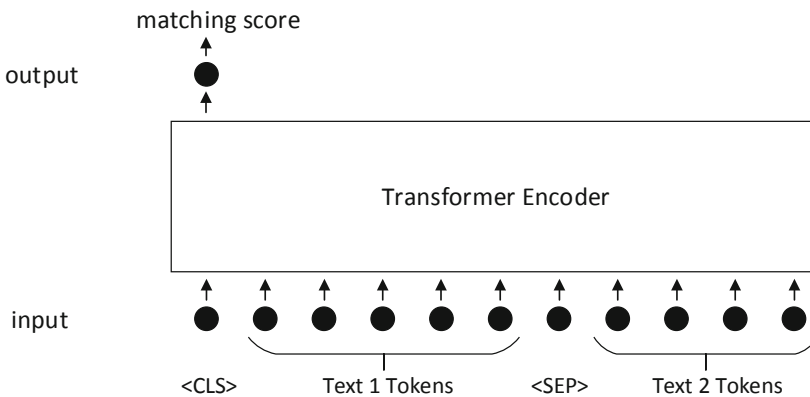 matching score
output
Transformer Encoder
input
<CLS> Text 1 Tokens <SEP> Text 2 Tokens